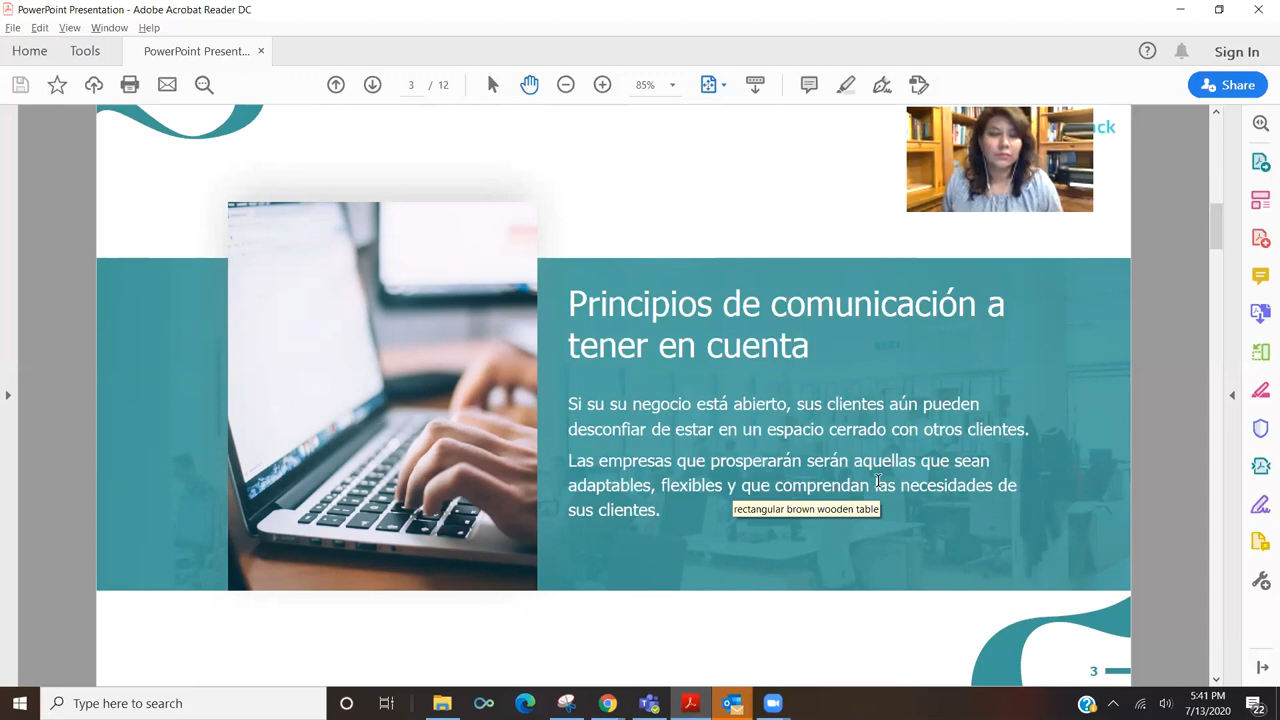 PowerPoint Presentation - Adobe Acrobat Reader DC
File Edit View Window Help
Home Tools PowerPoint Present... × Sign In
3 / 12 85% Share
ck
Principios de comunicación a
tener en cuenta
Si su su negocio está abierto, sus clientes aún pueden
desconfiar de estar en un espacio cerrado con otros clientes.
Las empresas que prosperarán serán aquellas que sean
adaptables, flexibles y que comprendan las necesidades de
sus clientes.
rectangular brown wooden table
3
Type here to search
5:41 PM
7/13/2020
22